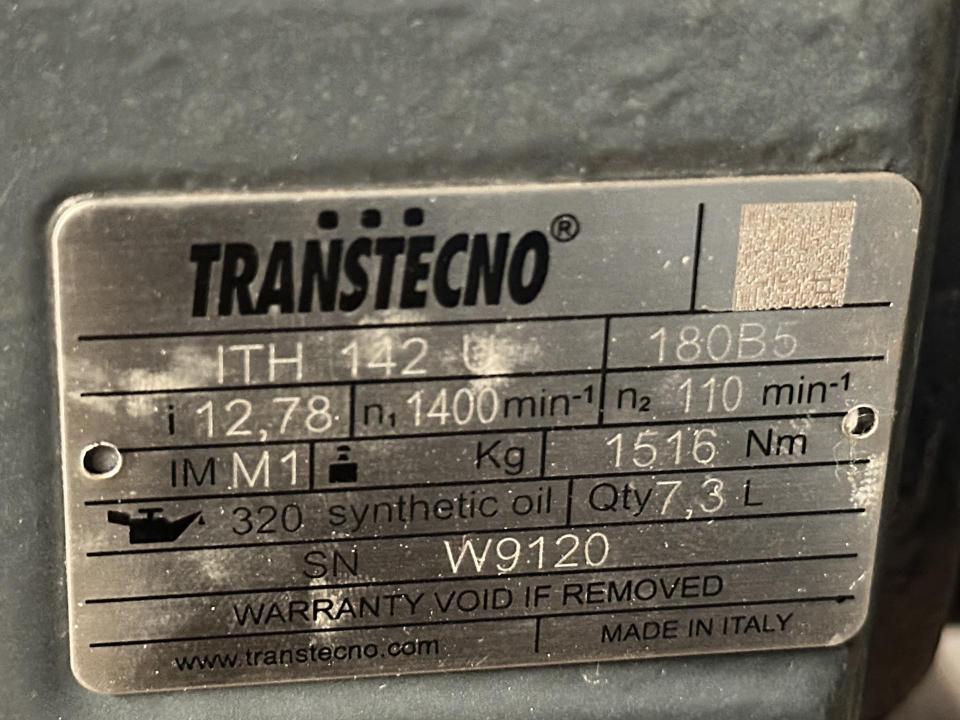 TRANSTECNO®
ITH 142 U 180B5
i 12,78 n₁ 1400 min⁻¹ n₂ 110 min⁻¹
IM M1 Kg 1516 Nm
320 synthetic oil Qty 7,3 L
SN W9120
WARRANTY VOID IF REMOVED
www.transtecno.com MADE IN ITALY